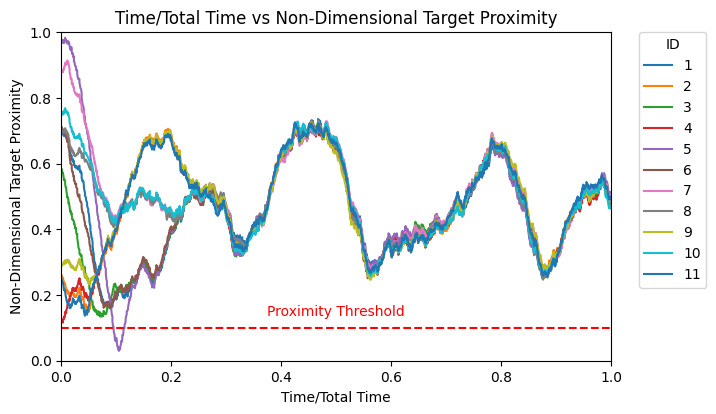 Time/Total Time vs Non-Dimensional Target Proximity
Non-Dimensional Target Proximity
1.0
0.8
0.6
0.4
0.2
0.0
Proximity Threshold
0.0 0.2 0.4 0.6 0.8 1.0
Time/Total Time
ID
1
2
3
4
5
6
7
8
9
10
11